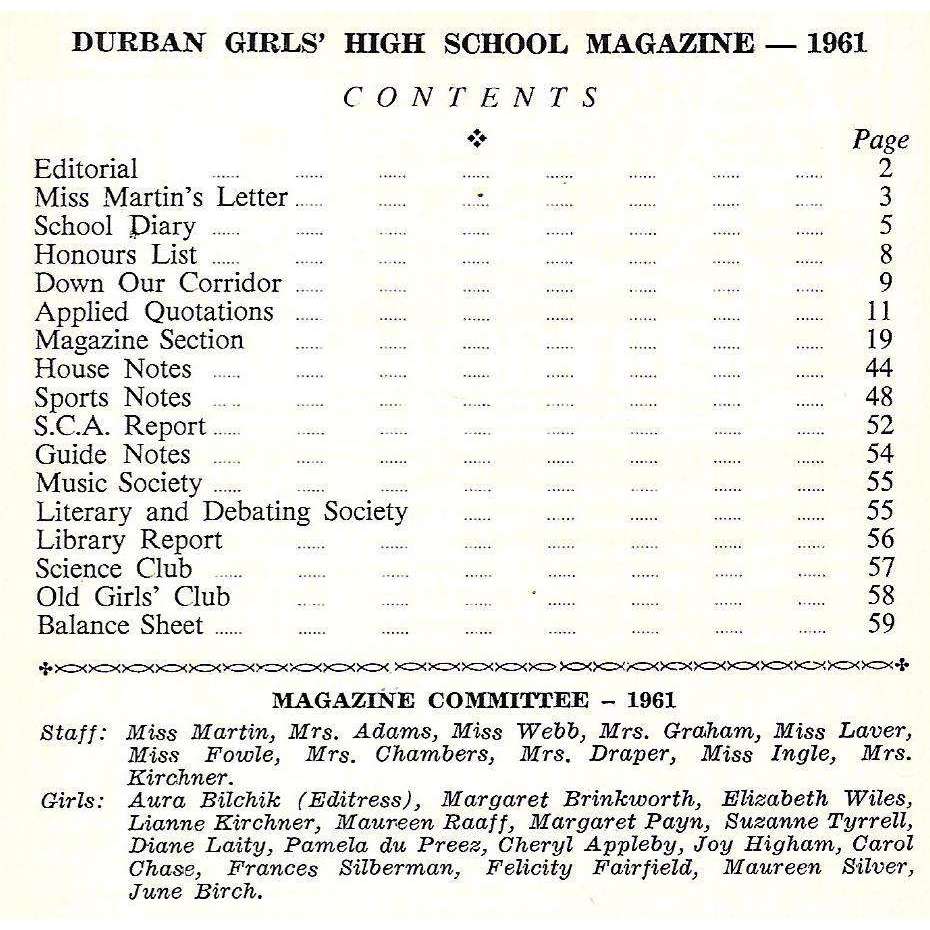 DURBAN GIRLS' HIGH SCHOOL MAGAZINE — 1961
CONTENTS
Page
Editorial ...... ...... ...... ...... ...... ...... ...... ...... 2
Miss Martin's Letter ...... ...... ...... ...... ...... ...... ...... 3
School Diary ...... ...... ...... ...... ...... ...... ...... ...... 5
Honours List ...... ...... ...... ...... ...... ...... ...... ...... 8
Down Our Corridor ...... ...... ...... ...... ...... ...... ...... 9
Applied Quotations ...... ...... ...... ...... ...... ...... ...... 11
Magazine Section ...... ...... ...... ...... ...... ...... ...... 19
House Notes ...... ...... ...... ...... ...... ...... ...... ...... 44
Sports Notes ...... ...... ...... ...... ...... ...... ...... ...... 48
S.C.A. Report ...... ...... ...... ...... ...... ...... ...... ...... 52
Guide Notes ...... ...... ...... ...... ...... ...... ...... ...... 54
Music Society ...... ...... ...... ...... ...... ...... ...... ...... 55
Literary and Debating Society ...... ...... ...... ...... ...... 55
Library Report ...... ...... ...... ...... ...... ...... ...... 56
Science Club ...... ...... ...... ...... ...... ...... ...... ...... 57
Old Girls' Club ...... ...... ...... ...... ...... ...... ...... 58
Balance Sheet ...... ...... ...... ...... ...... ...... ...... ...... 59
MAGAZINE COMMITTEE – 1961
Staff: Miss Martin, Mrs. Adams, Miss Webb, Mrs. Graham, Miss Laver,
Miss Fowle, Mrs. Chambers, Mrs. Draper, Miss Ingle, Mrs.
Kirchner.
Girls: Aura Bilchik (Editress), Margaret Brinkworth, Elizabeth Wiles,
Lianne Kirchner, Maureen Raaff, Margaret Payn, Suzanne Tyrrell,
Diane Laity, Pamela du Preez, Cheryl Appleby, Joy Higham, Carol
Chase, Frances Silberman, Felicity Fairfield, Maureen Silver,
June Birch.